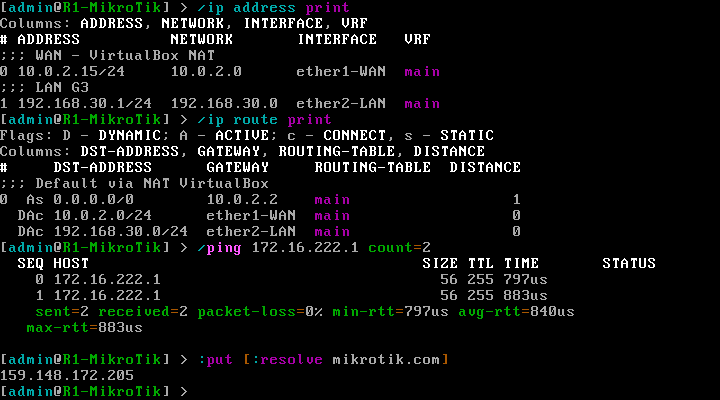 [admin@R1-MikroTik] > /ip address print
Columns: ADDRESS, NETWORK, INTERFACE, VRF
# ADDRESS NETWORK INTERFACE VRF
;;; WAN - VirtualBox NAT
0 10.0.2.15/24 10.0.2.0 ether1-WAN main
;;; LAN G3
1 192.168.30.1/24 192.168.30.0 ether2-LAN main
[admin@R1-MikroTik] > /ip route print
Flags: D - DYNAMIC; A - ACTIVE; c - CONNECT, s - STATIC
Columns: DST-ADDRESS, GATEWAY, ROUTING-TABLE, DISTANCE
# DST-ADDRESS GATEWAY ROUTING-TABLE DISTANCE
;;; Default via NAT VirtualBox
0 As 0.0.0.0/0 10.0.2.2 main 1
DAc 10.0.2.0/24 ether1-WAN main 0
DAc 192.168.30.0/24 ether2-LAN main 0
[admin@R1-MikroTik] > /ping 172.16.222.1 count=2
SEQ HOST SIZE TTL TIME STATUS
0 172.16.222.1 56 255 797us
1 172.16.222.1 56 255 883us
sent=2 received=2 packet-loss=0% min-rtt=797us avg-rtt=840us
max-rtt=883us
[admin@R1-MikroTik] > :put [:resolve mikrotik.com]
159.148.172.205
[admin@R1-MikroTik] >